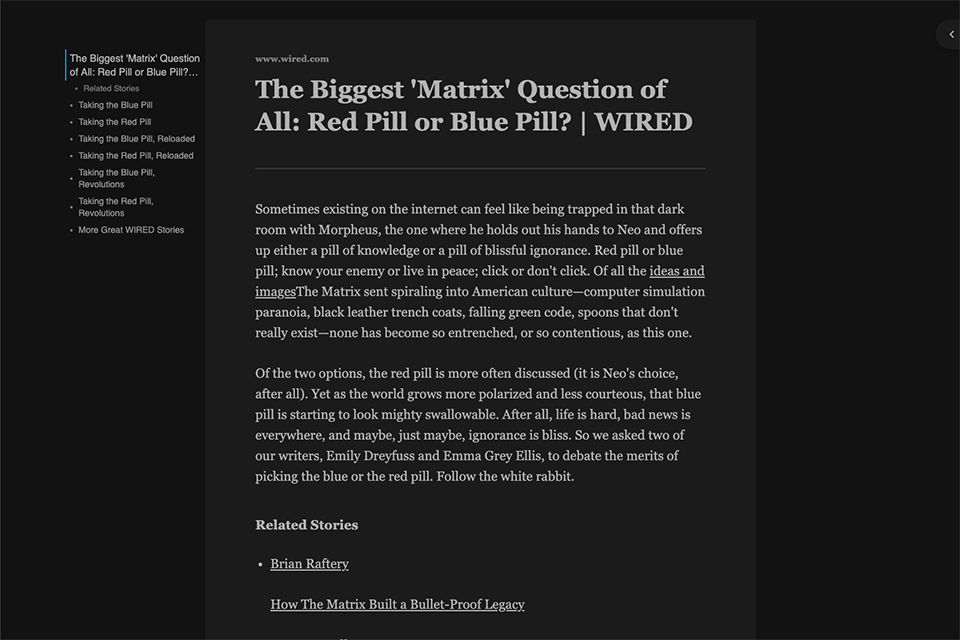 The Biggest 'Matrix' Question
of All: Red Pill or Blue Pill?...
Related Stories
Taking the Blue Pill
Taking the Red Pill
Taking the Blue Pill, Reloaded
Taking the Red Pill, Reloaded
Taking the Blue Pill,
Revolutions
Taking the Red Pill,
Revolutions
More Great WIRED Stories
www.wired.com
The Biggest 'Matrix' Question of
All: Red Pill or Blue Pill? | WIRED
Sometimes existing on the internet can feel like being trapped in that dark
room with Morpheus, the one where he holds out his hands to Neo and offers
up either a pill of knowledge or a pill of blissful ignorance. Red pill or blue
pill; know your enemy or live in peace; click or don't click. Of all the ideas and
imagesThe Matrix sent spiraling into American culture—computer simulation
paranoia, black leather trench coats, falling green code, spoons that don't
really exist—none has become so entrenched, or so contentious, as this one.
Of the two options, the red pill is more often discussed (it is Neo's choice,
after all). Yet as the world grows more polarized and less courteous, that blue
pill is starting to look mighty swallowable. After all, life is hard, bad news is
everywhere, and maybe, just maybe, ignorance is bliss. So we asked two of
our writers, Emily Dreyfuss and Emma Grey Ellis, to debate the merits of
picking the blue or the red pill. Follow the white rabbit.
Related Stories
Brian Raftery
How The Matrix Built a Bullet-Proof Legacy